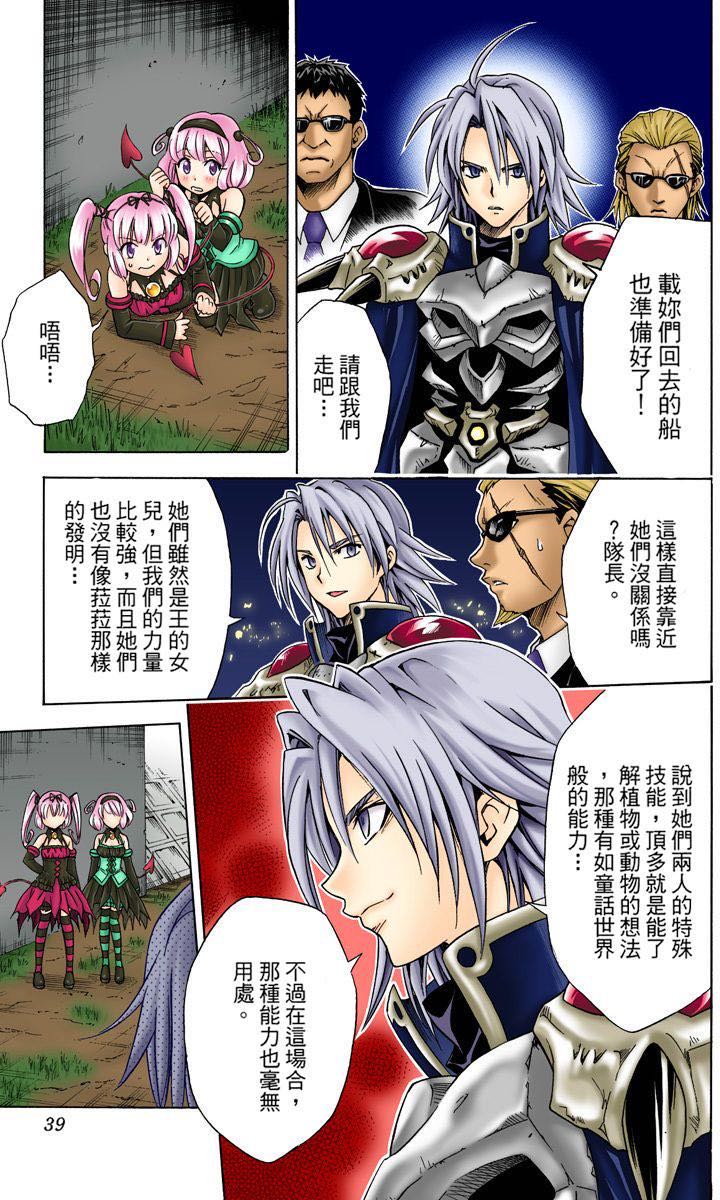 載妳們回去的船
也準備好了！
請跟我們
走吧…
唔唔…
這樣直接靠近
她們沒關係嗎
？隊長。
她們雖然是王的女
兒，但我們的力量
比較強，而且她們
也沒有像菈菈那樣
的發明…
說到她們兩人的特殊
技能，頂多就是能了
解植物或動物的想法
，那種有如童話世界
般的能力…
不過在這場合，
那種能力也毫無
用處。
39